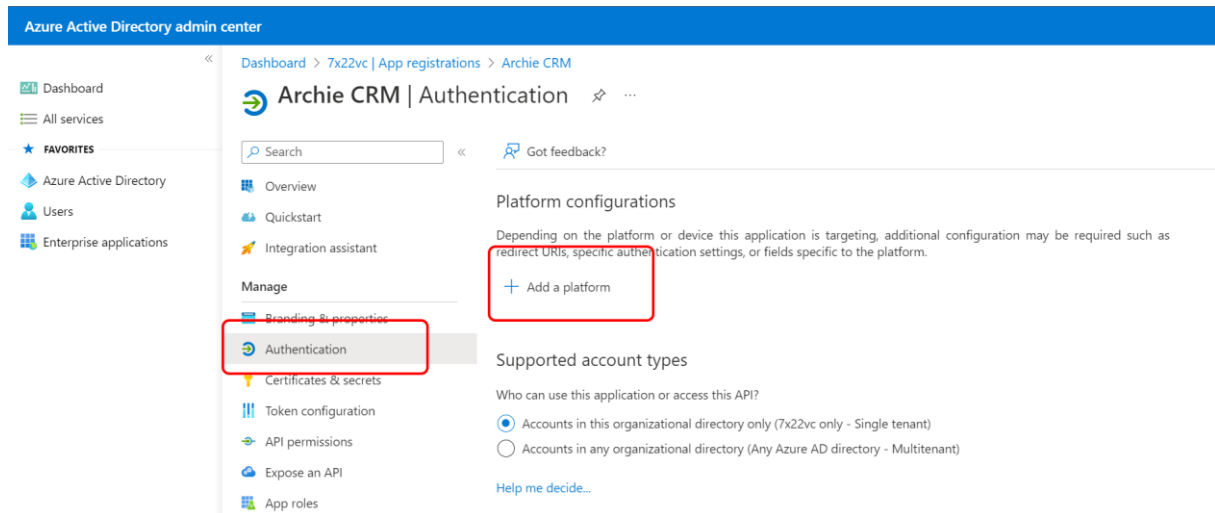 Azure Active Directory admin center
«
Dashboard
All services
FAVORITES
Azure Active Directory
Users
Enterprise applications
Dashboard > 7x22vc | App registrations > Archie CRM
Archie CRM | Authentication ...
Search «
Overview
Quickstart
Integration assistant
Manage
Branding & properties
Authentication
Certificates & secrets
Token configuration
API permissions
Expose an API
App roles
Got feedback?
Platform configurations
Depending on the platform or device this application is targeting, additional configuration may be required such as
redirect URIs, specific authentication settings, or fields specific to the platform.
+ Add a platform
Supported account types
Who can use this application or access this API?
Accounts in this organizational directory only (7x22vc only - Single tenant)
Accounts in any organizational directory (Any Azure AD directory - Multitenant)
Help me decide...